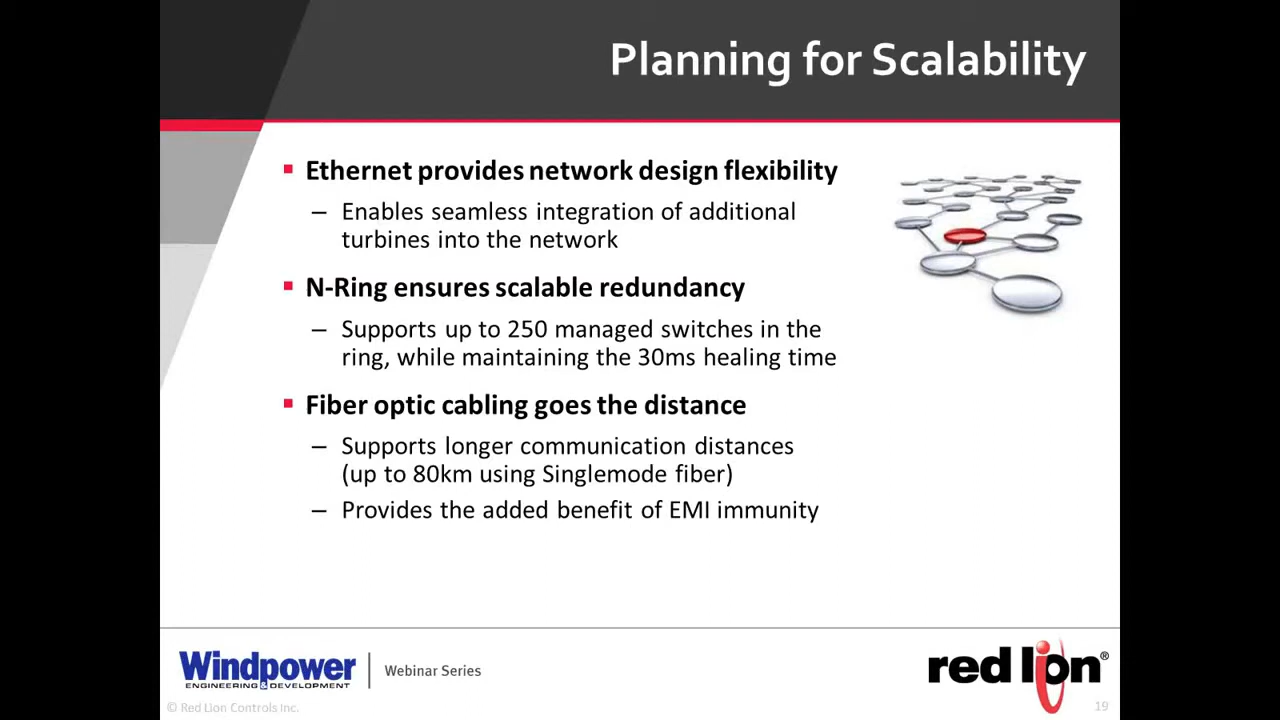 Planning for Scalability
▪ Ethernet provides network design flexibility
– Enables seamless integration of additional
turbines into the network
▪ N-Ring ensures scalable redundancy
– Supports up to 250 managed switches in the
ring, while maintaining the 30ms healing time
▪ Fiber optic cabling goes the distance
– Supports longer communication distances
(up to 80km using Singlemode fiber)
– Provides the added benefit of EMI immunity
Windpower
ENGINEERING & DEVELOPMENT
Webinar Series
red lion®
© Red Lion Controls Inc.
19